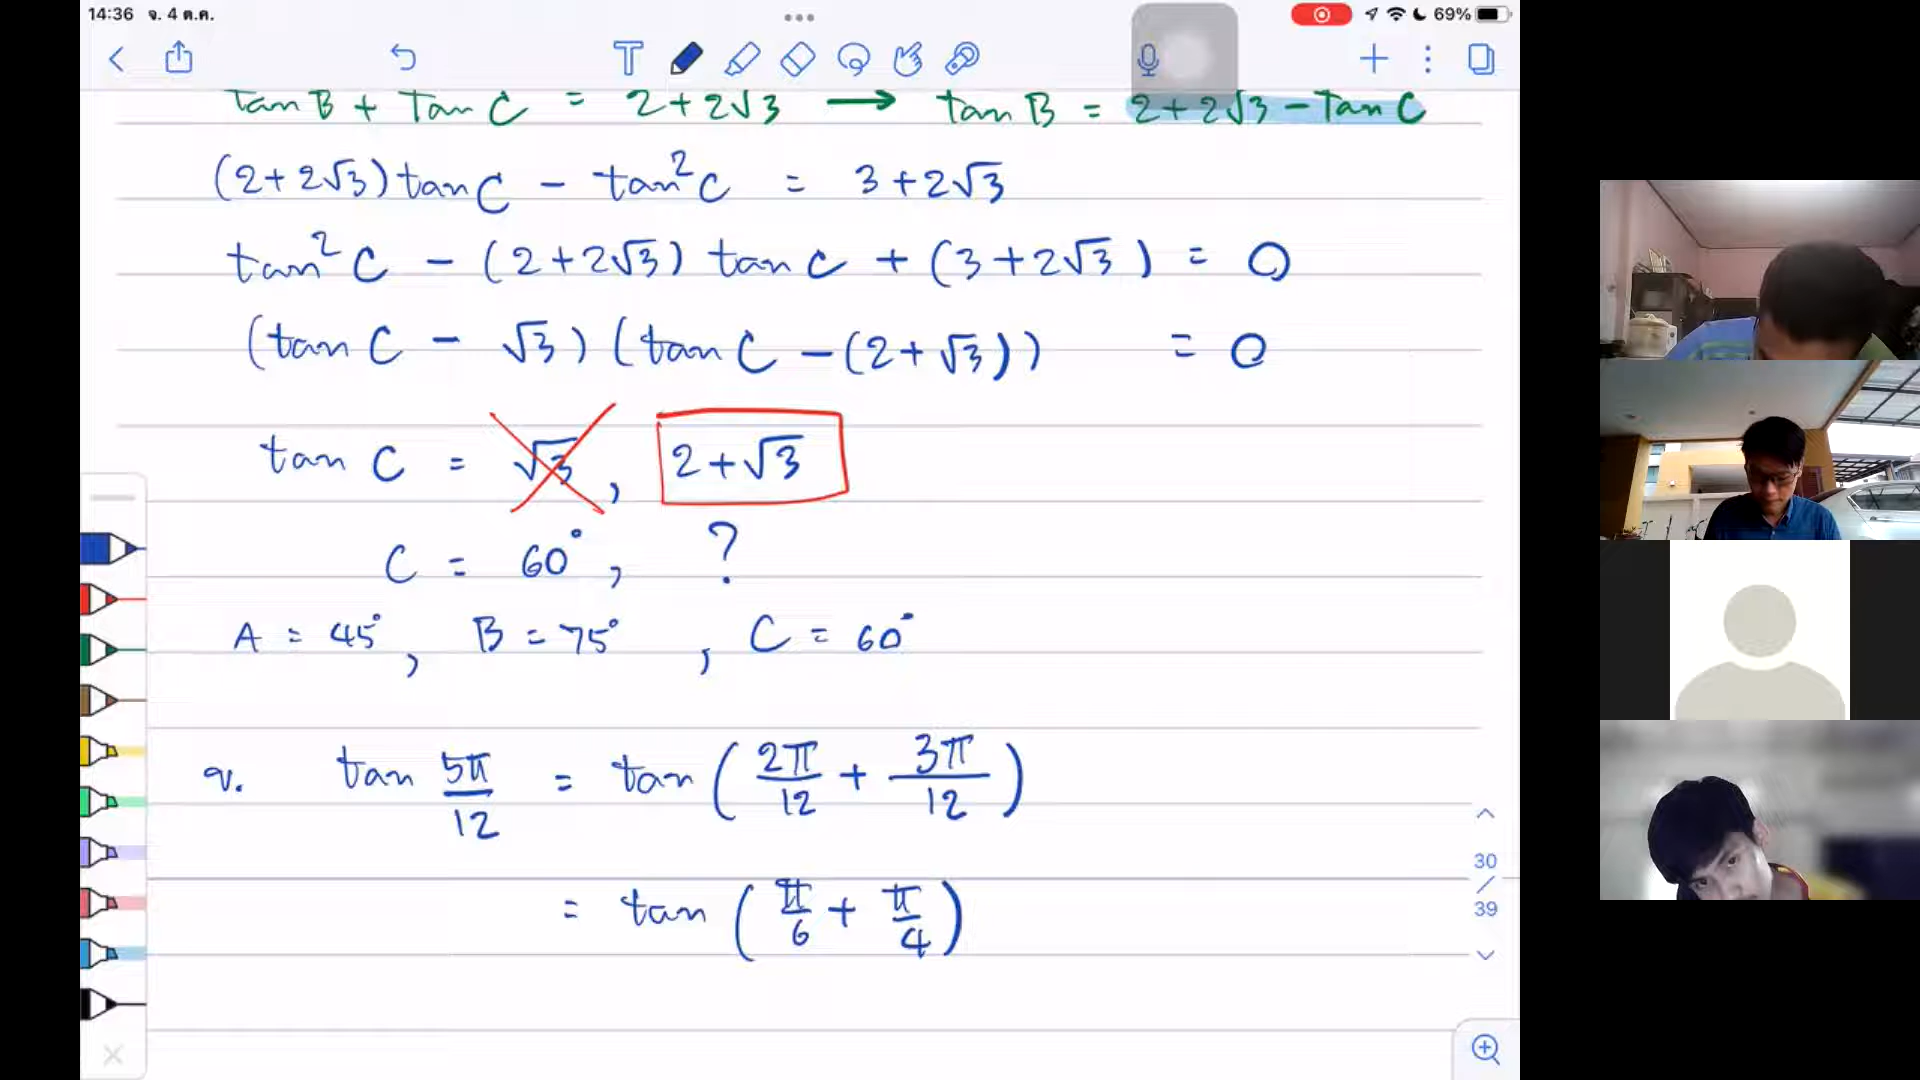 14:36 จ. 4 ต.ค.
69%
tan B + tan C = 2+2√3 → tan B = 2+2√3 - tan C
(2+2√3) tan C - tan²C = 3+2√3
tan²C - (2+2√3) tan C + (3+2√3) = 0
(tan C - √3) (tan C - (2+√3)) = 0
tan C = √3, 2+√3
C = 60°, ?
A = 45°, B = 75°, C = 60°
ข. tan 5π/12 = tan (2π/12 + 3π/12)
= tan (π/6 + π/4)
30
/
39